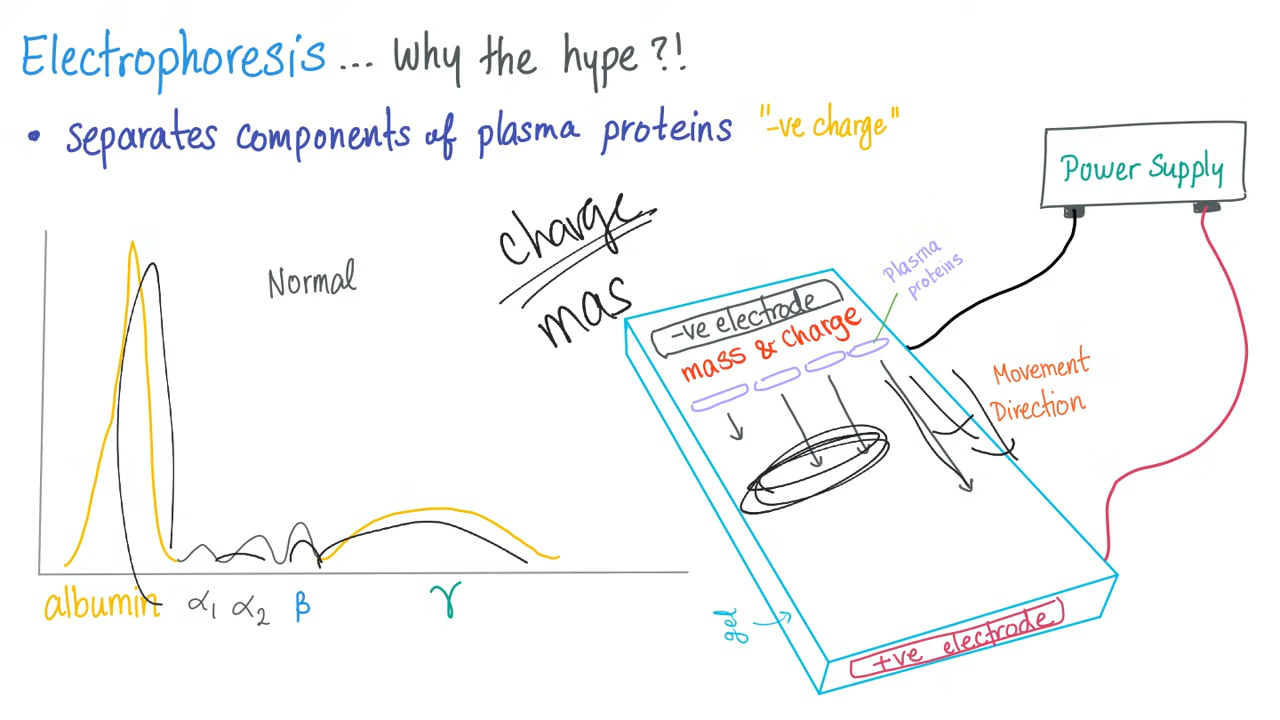 Electrophoresis... Why the hype?!
• separates components of plasma proteins "-ve charge"
Power Supply
charge
mas
Normal
Plasma
proteins
-ve electrode
mass & charge
Movement
Direction
albumin α1 α2 β γ
gel
+ve electrode